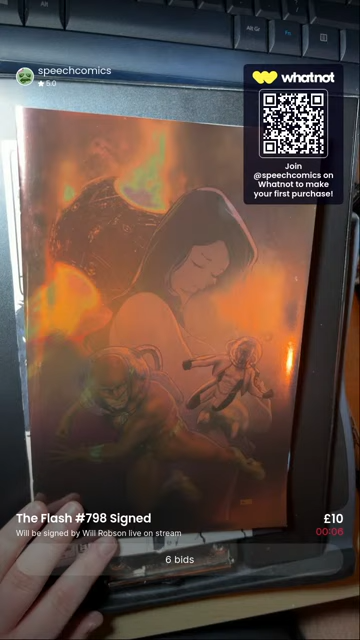 speechcomics
5.0
whatnot
Join
@speechcomics on
Whatnot to make
your first purchase!
The Flash #798 Signed
£10
Will be signed by Will Robson live on stream
00:06
6 bids